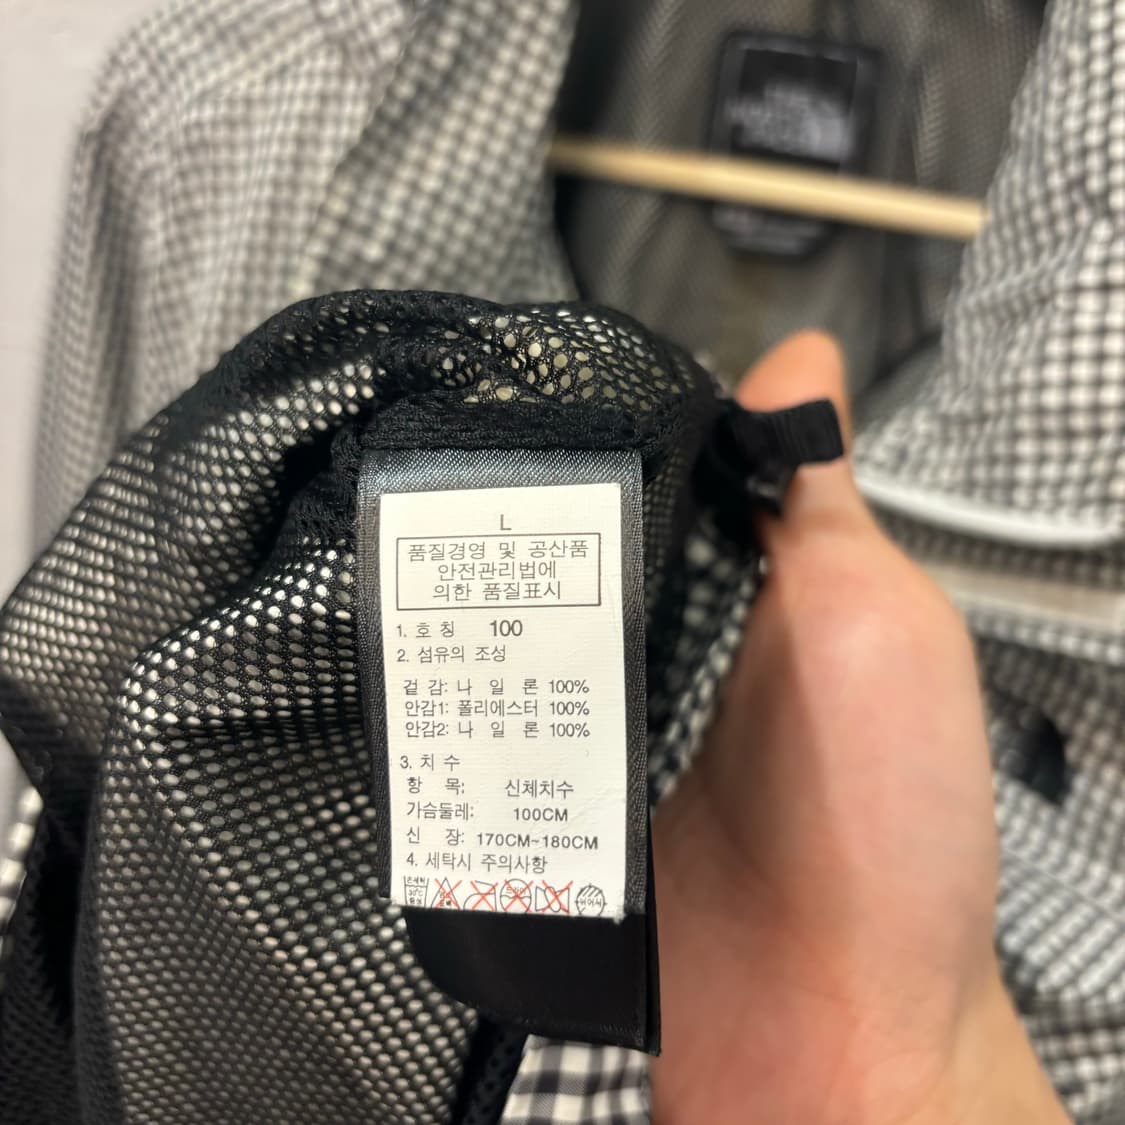 L
품질경영 및 공산품
안전관리법에
의한 품질표시
1. 호 칭 100
2. 섬유의 조성
겉 감: 나 일 론 100%
안감1: 폴리에스터 100%
안감2: 나 일 론 100%
3. 치 수
항 목: 신체치수
가슴둘레: 100CM
신 장: 170CM~180CM
4. 세탁시 주의사항
30℃